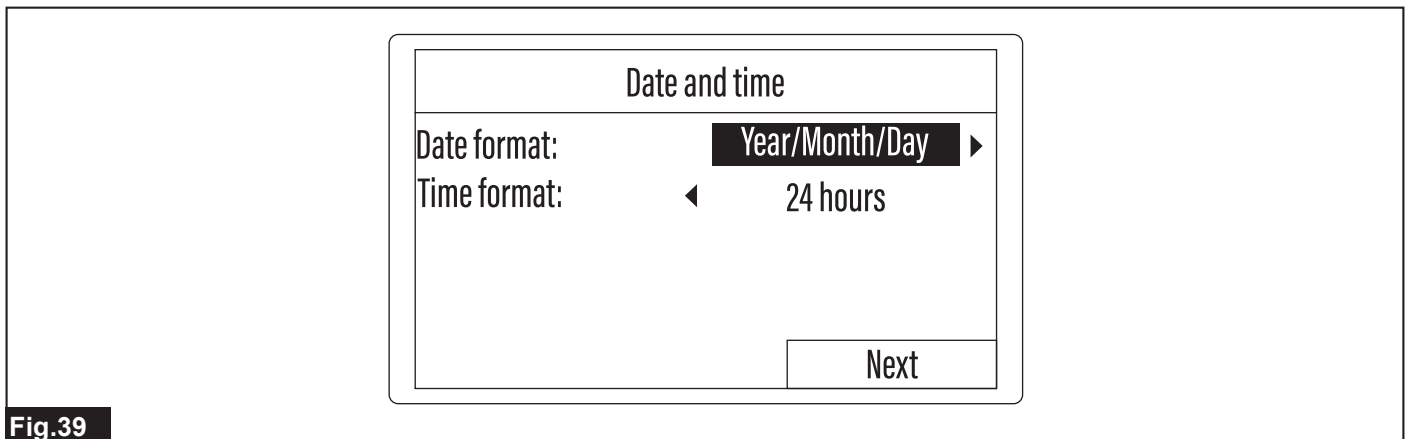 Date and time
Date format: Year/Month/Day
Time format: 24 hours
Next
Fig.39